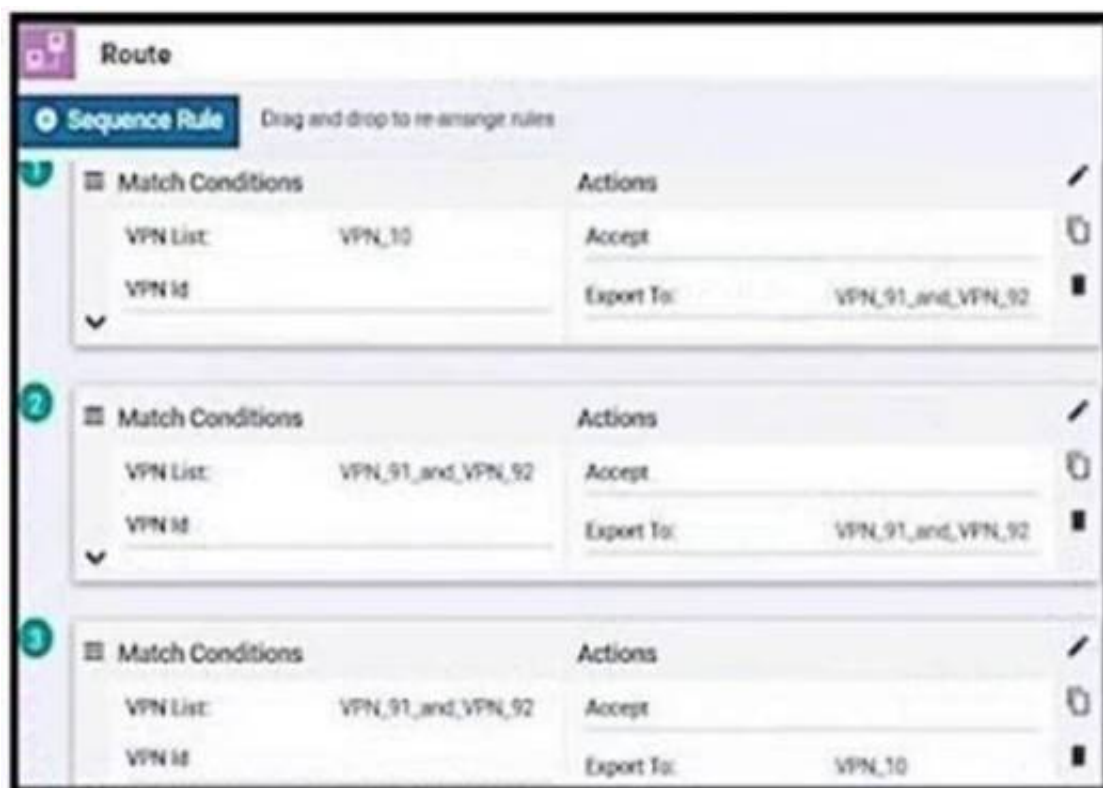 Route
Sequence Rule Drag and drop to re-arrange rules
1 Match Conditions Actions
VPN List: VPN_10 Accept
VPN Id Export To: VPN_91_and_VPN_92
2 Match Conditions Actions
VPN List: VPN_91_and_VPN_92 Accept
VPN Id Export To: VPN_91_and_VPN_92
3 Match Conditions Actions
VPN List: VPN_91_and_VPN_92 Accept
VPN Id Export To: VPN_10